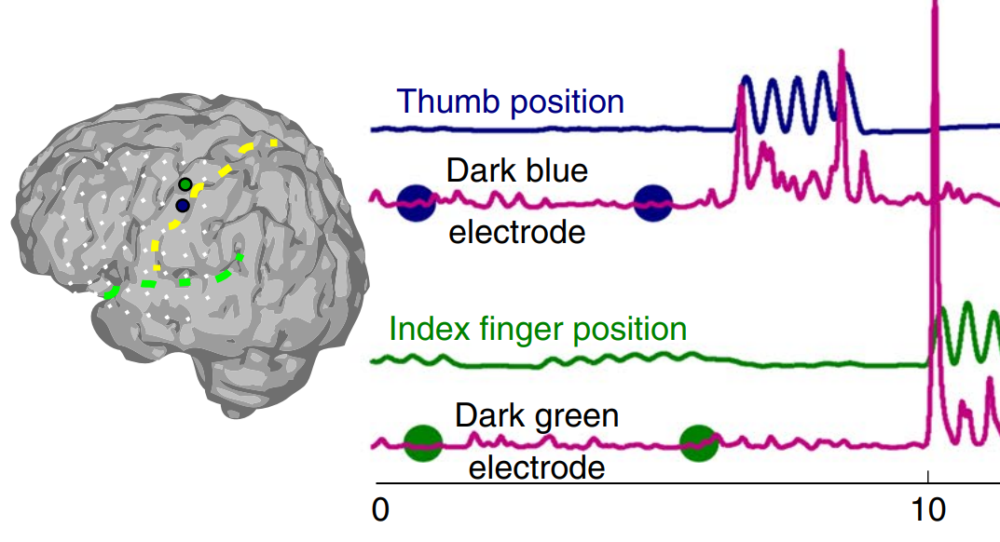 Thumb position
Dark blue
electrode
Index finger position
Dark green
electrode
0
10